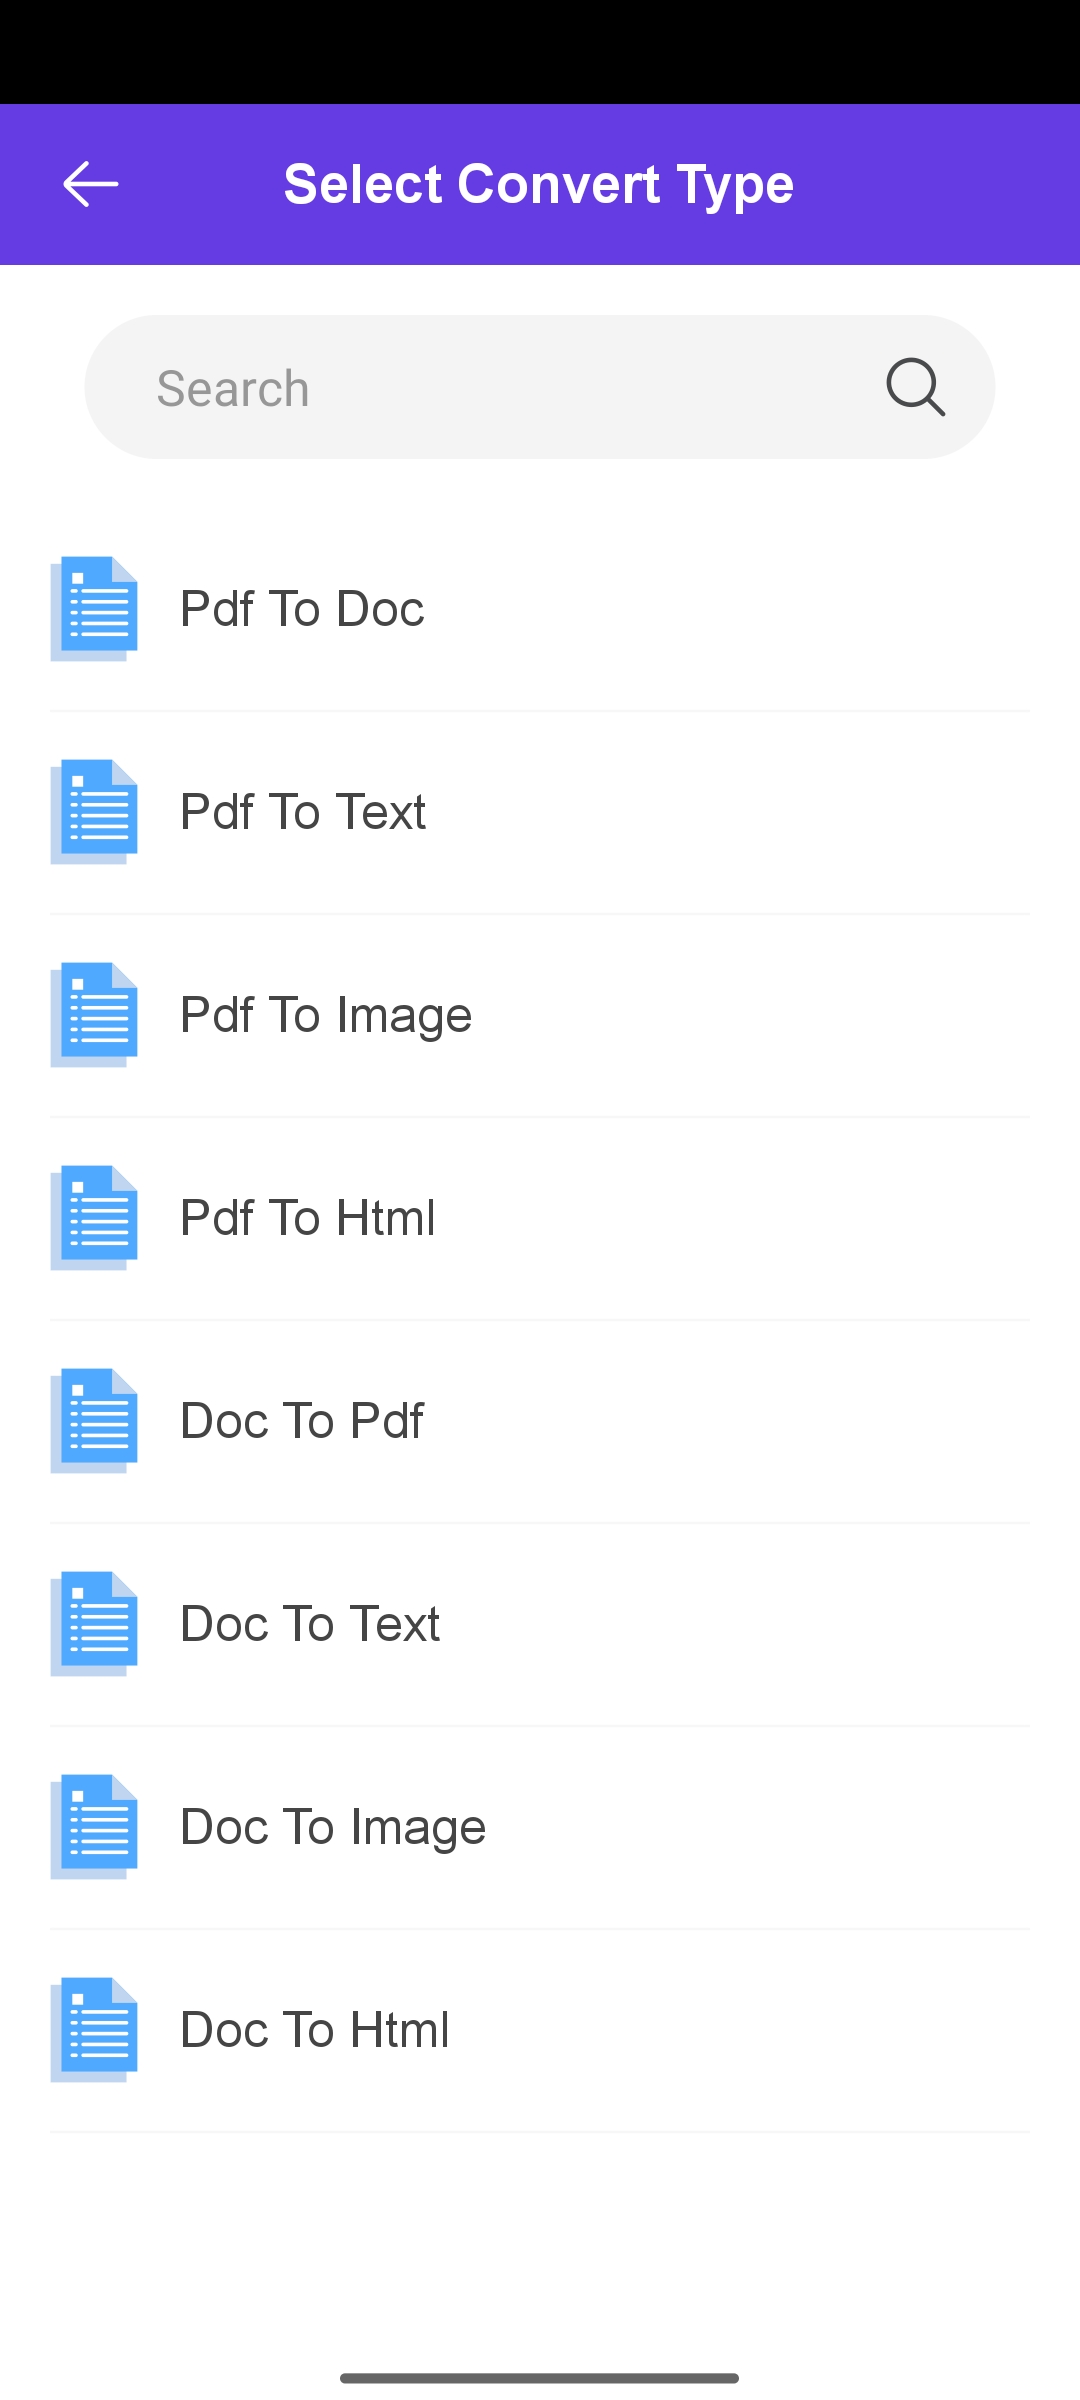 Select Convert Type
Search
Pdf To Doc
Pdf To Text
Pdf To Image
Pdf To Html
Doc To Pdf
Doc To Text
Doc To Image
Doc To Html